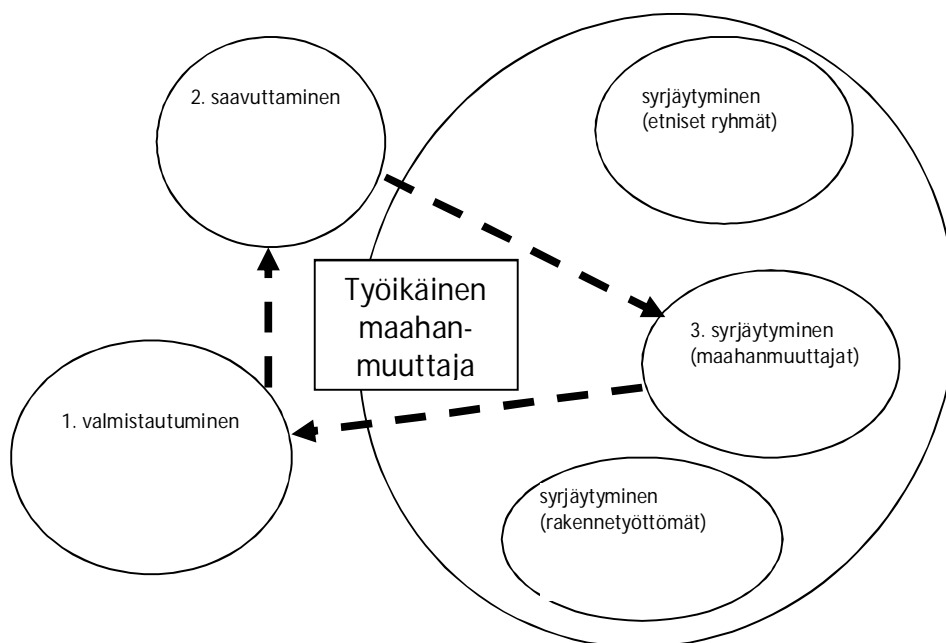 2. saavuttaminen
syrjäytyminen
(etniset ryhmät)
Työikäinen
maahan-
muuttaja
3. syrjäytyminen
(maahanmuuttajat)
1. valmistautuminen
syrjäytyminen
(rakennetyöttömät)